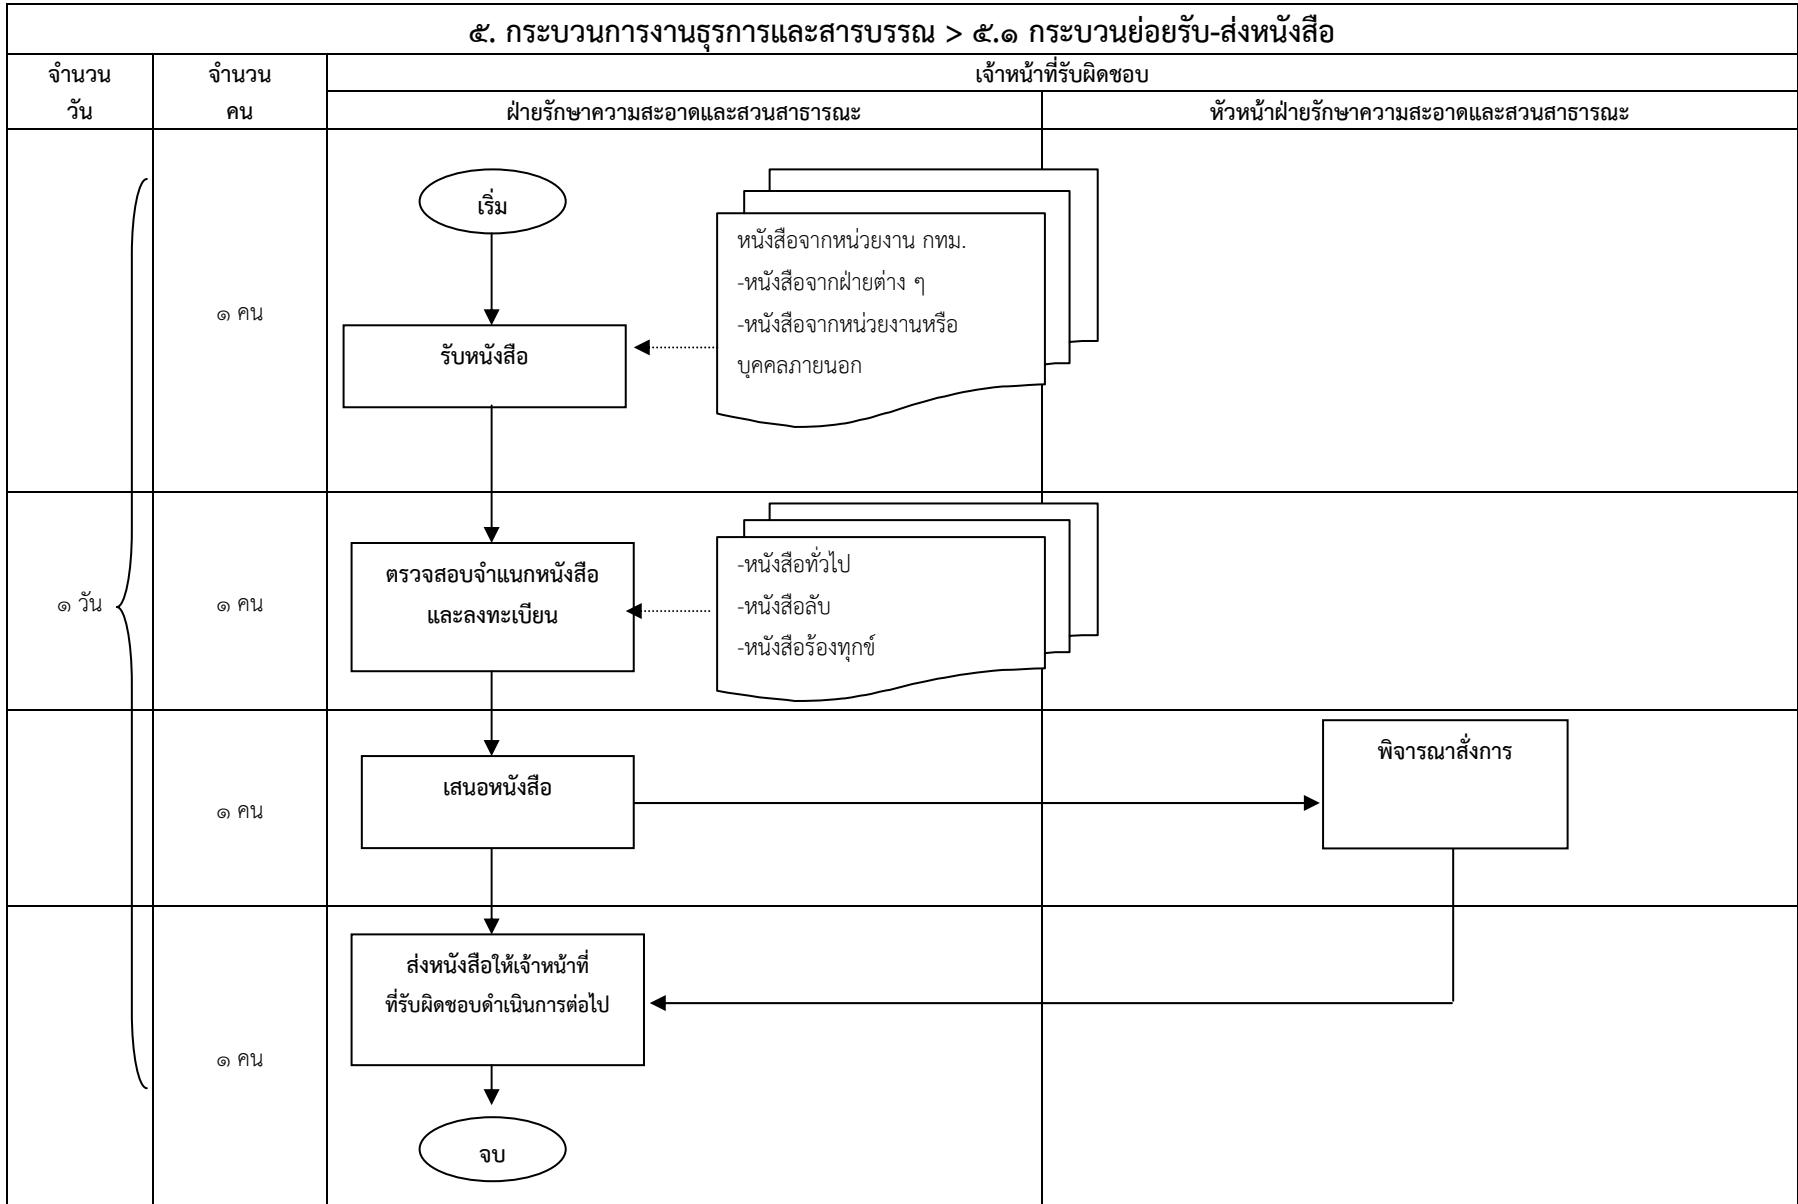 ๕. กระบวนการงานธุรการและสารบรรณ > ๕.๑ กระบวนย่อยรับ-ส่งหนังสือ
จำนวน
วัน
จำนวน
คน
เจ้าหน้าที่รับผิดชอบ
ฝ่ายรักษาความสะอาดและสวนสาธารณะ
หัวหน้าฝ่ายรักษาความสะอาดและสวนสาธารณะ
เริ่ม
หนังสือจากหน่วยงาน กทม.
-หนังสือจากฝ่ายต่าง ๆ
-หนังสือจากหน่วยงานหรือ
บุคคลภายนอก
๑ คน
รับหนังสือ
๑ วัน
๑ คน
ตรวจสอบจำแนกหนังสือ
และลงทะเบียน
-หนังสือทั่วไป
-หนังสือลับ
-หนังสือร้องทุกข์
๑ คน
เสนอหนังสือ
พิจารณาสั่งการ
๑ คน
ส่งหนังสือให้เจ้าหน้าที่
ที่รับผิดชอบดำเนินการต่อไป
จบ